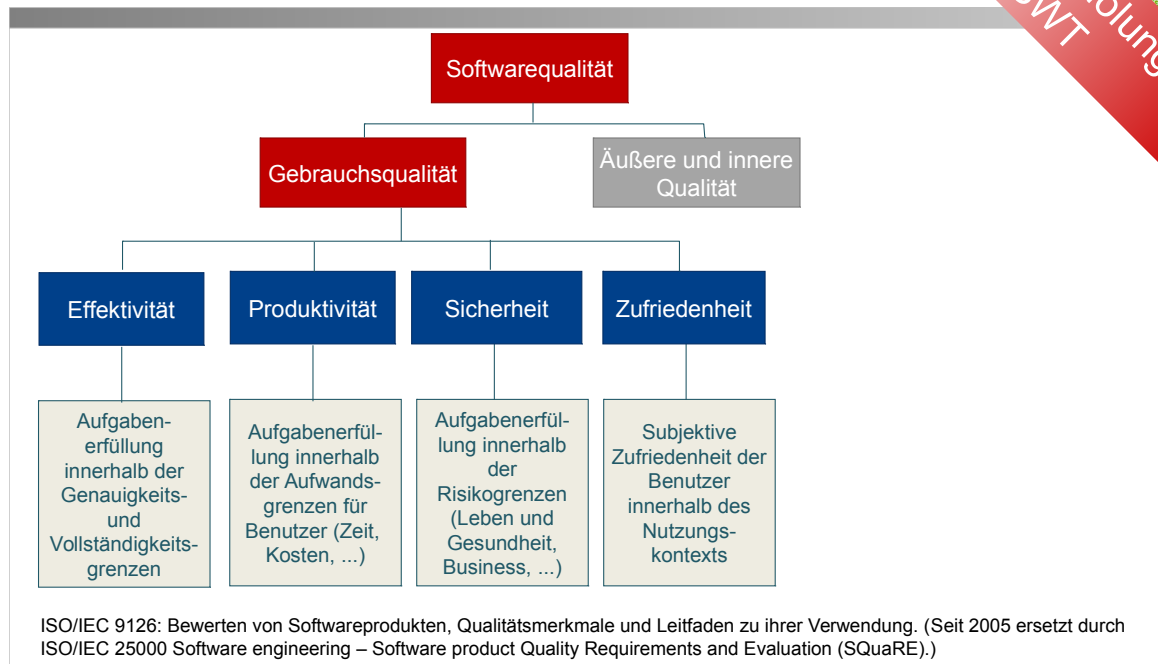 SWT
Softwarequalität
Gebrauchsqualität
Äußere und innere
Qualität
Effektivität
Produktivität
Sicherheit
Zufriedenheit
Aufgaben-
erfüllung
innerhalb der
Genauigkeits-
und
Vollständigkeits-
grenzen
Aufgabenerfül-
lung innerhalb
der Aufwands-
grenzen für
Benutzer (Zeit,
Kosten, ...)
Aufgabenerfül-
lung innerhalb
der
Risikogrenzen
(Leben und
Gesundheit,
Business, ...)
Subjektive
Zufriedenheit der
Benutzer
innerhalb des
Nutzungs-
kontexts
ISO/IEC 9126: Bewerten von Softwareprodukten, Qualitätsmerkmale und Leitfaden zu ihrer Verwendung. (Seit 2005 ersetzt durch
ISO/IEC 25000 Software engineering – Software product Quality Requirements and Evaluation (SQuaRE).)